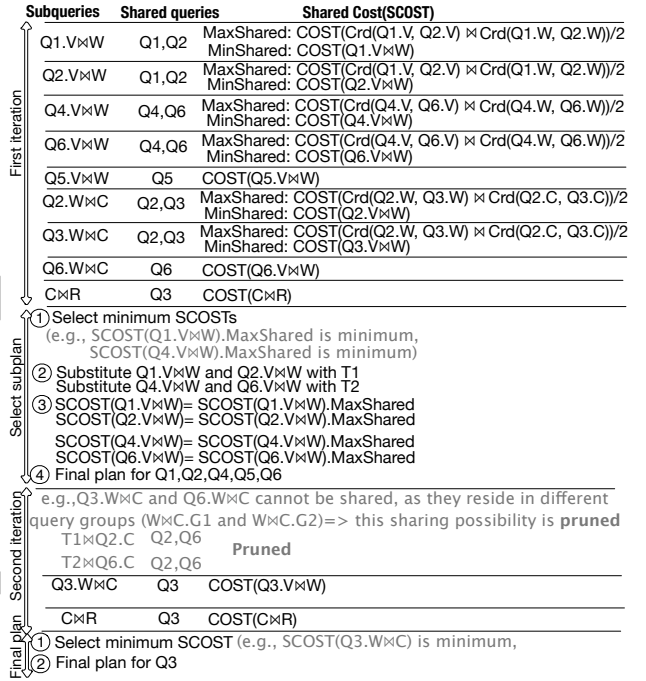 Subqueries Shared queries Shared Cost(SCOST)
First iteration
Q1.V⋈W Q1,Q2 MaxShared: COST(Crd(Q1.V, Q2.V) ⋈ Crd(Q1.W, Q2.W))/2
MinShared: COST(Q1.V⋈W)
Q2.V⋈W Q1,Q2 MaxShared: COST(Crd(Q1.V, Q2.V) ⋈ Crd(Q1.W, Q2.W))/2
MinShared: COST(Q2.V⋈W)
Q4.V⋈W Q4,Q6 MaxShared: COST(Crd(Q4.V, Q6.V) ⋈ Crd(Q4.W, Q6.W))/2
MinShared: COST(Q4.V⋈W)
Q6.V⋈W Q4,Q6 MaxShared: COST(Crd(Q4.V, Q6.V) ⋈ Crd(Q4.W, Q6.W))/2
MinShared: COST(Q6.V⋈W)
Q5.V⋈W Q5 COST(Q5.V⋈W)
Q2.W⋈C Q2,Q3 MaxShared: COST(Crd(Q2.W, Q3.W) ⋈ Crd(Q2.C, Q3.C))/2
MinShared: COST(Q2.V⋈W)
Q3.W⋈C Q2,Q3 MaxShared: COST(Crd(Q2.W, Q3.W) ⋈ Crd(Q2.C, Q3.C))/2
MinShared: COST(Q3.V⋈W)
Q6.W⋈C Q6 COST(Q6.V⋈W)
C⋈R Q3 COST(C⋈R)
Select subplan
1 Select minimum SCOSTs
(e.g., SCOST(Q1.V⋈W).MaxShared is minimum,
SCOST(Q4.V⋈W).MaxShared is minimum)
2 Substitute Q1.V⋈W and Q2.V⋈W with T1
Substitute Q4.V⋈W and Q6.V⋈W with T2
3 SCOST(Q1.V⋈W)= SCOST(Q1.V⋈W).MaxShared
SCOST(Q2.V⋈W)= SCOST(Q2.V⋈W).MaxShared
SCOST(Q4.V⋈W)= SCOST(Q4.V⋈W).MaxShared
SCOST(Q6.V⋈W)= SCOST(Q6.V⋈W).MaxShared
4 Final plan for Q1,Q2,Q4,Q5,Q6
Second iteration
e.g.,Q3.W⋈C and Q6.W⋈C cannot be shared, as they reside in different
query groups (W⋈C.G1 and W⋈C.G2)=> this sharing possibility is pruned
T1⋈Q2.C Q2,Q6
Pruned
T2⋈Q6.C Q2,Q6
Q3.W⋈C Q3 COST(Q3.V⋈W)
C⋈R Q3 COST(C⋈R)
Final plan
1 Select minimum SCOST (e.g., SCOST(Q3.W⋈C) is minimum,
2 Final plan for Q3